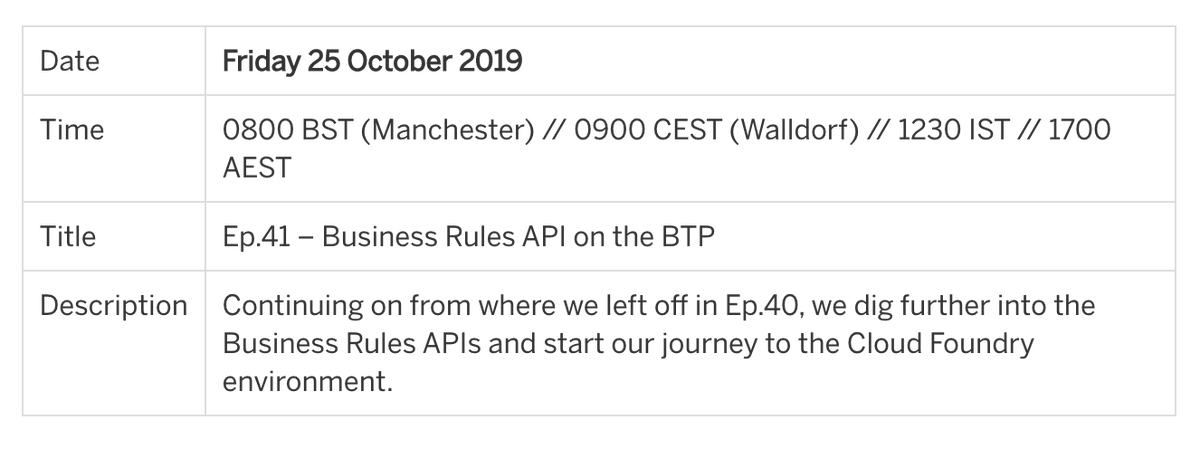 Date
Friday 25 October 2019
Time
0800 BST (Manchester) // 0900 CEST (Walldorf) // 1230 IST // 1700
AEST
Title
Ep.41 – Business Rules API on the BTP
Description
Continuing on from where we left off in Ep.40, we dig further into the
Business Rules APIs and start our journey to the Cloud Foundry
environment.